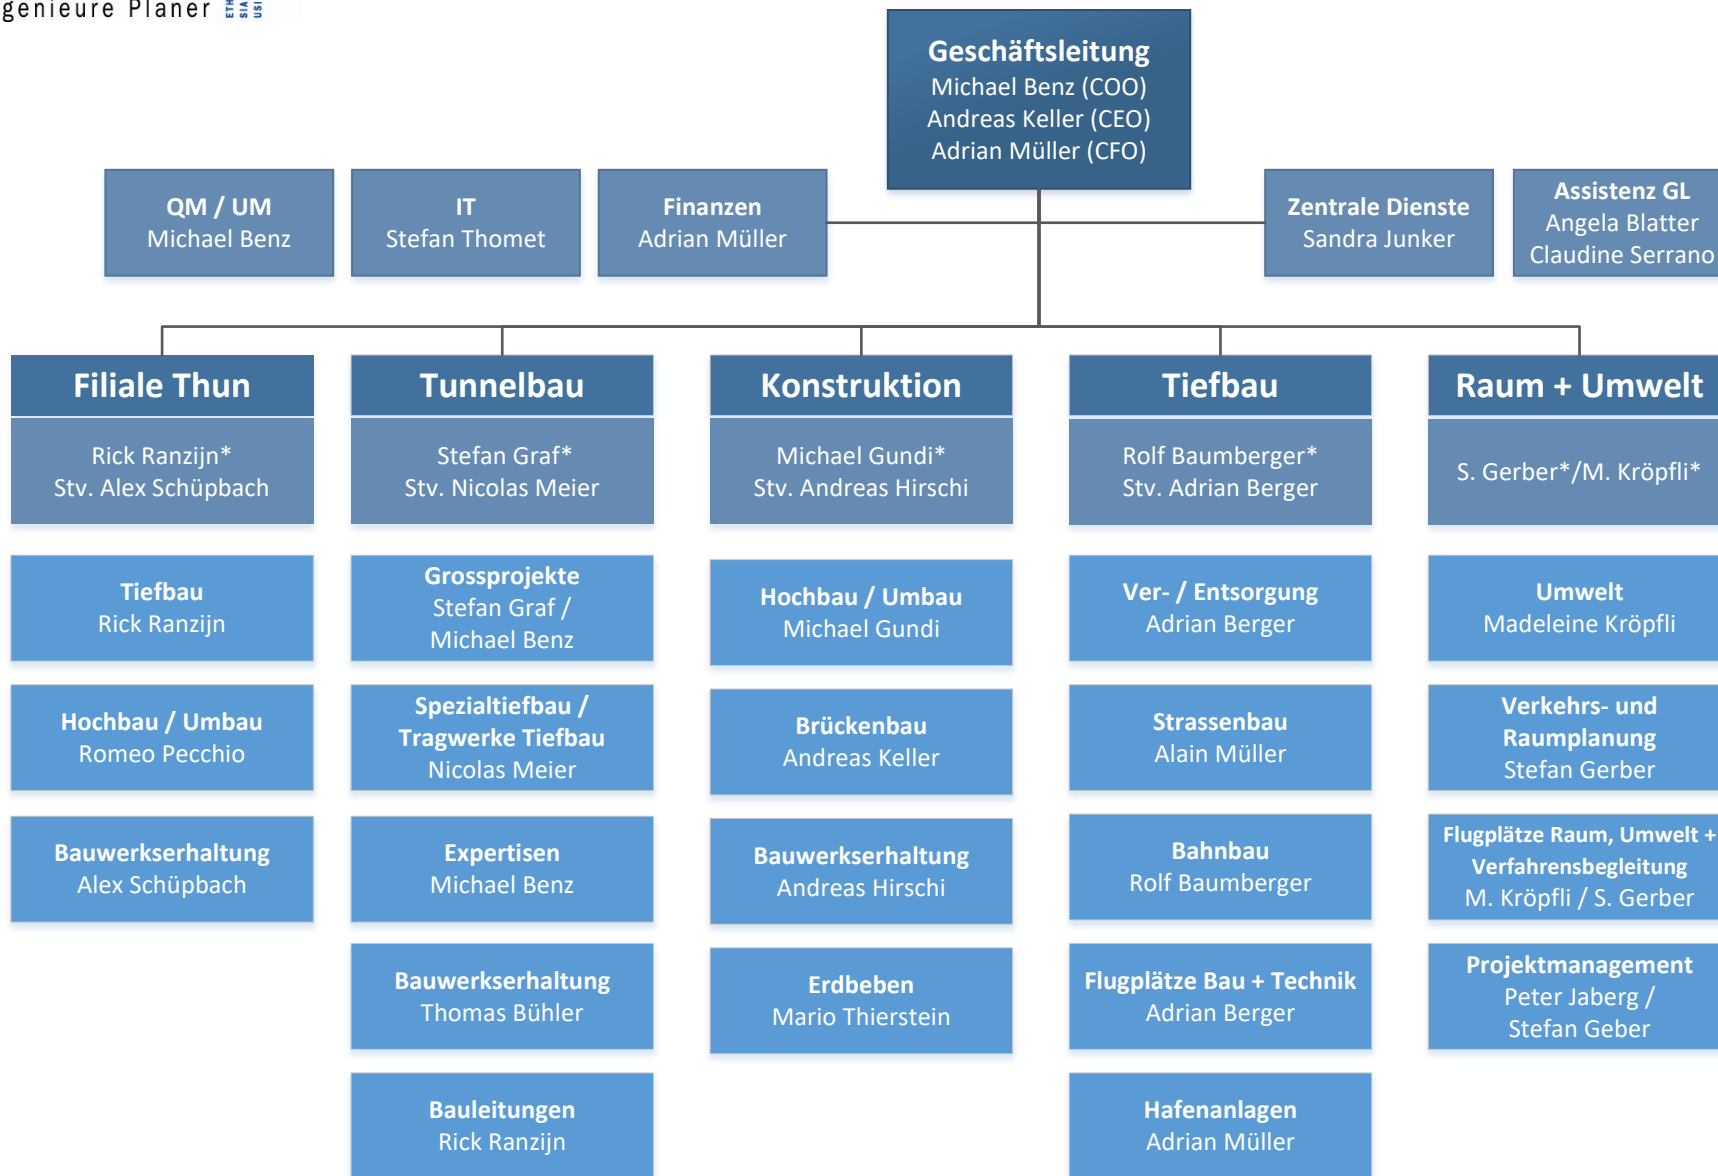 genieure Planer
ETH
SIA
USI
Geschäftsleitung
Michael Benz (COO)
Andreas Keller (CEO)
Adrian Müller (CFO)
QM / UM
Michael Benz
IT
Stefan Thomet
Finanzen
Adrian Müller
Zentrale Dienste
Sandra Junker
Assistenz GL
Angela Blatter
Claudine Serrano
Filiale Thun
Rick Ranzijn*
Stv. Alex Schüpbach
Tiefbau
Rick Ranzijn
Hochbau / Umbau
Romeo Pecchio
Bauwerkserhaltung
Alex Schüpbach
Tunnelbau
Stefan Graf*
Stv. Nicolas Meier
Grossprojekte
Stefan Graf /
Michael Benz
Spezialtiefbau /
Tragwerke Tiefbau
Nicolas Meier
Expertisen
Michael Benz
Bauwerkserhaltung
Thomas Bühler
Bauleitungen
Rick Ranzijn
Konstruktion
Michael Gundi*
Stv. Andreas Hirschi
Hochbau / Umbau
Michael Gundi
Brückenbau
Andreas Keller
Bauwerkserhaltung
Andreas Hirschi
Erdbeben
Mario Thierstein
Tiefbau
Rolf Baumberger*
Stv. Adrian Berger
Ver- / Entsorgung
Adrian Berger
Strassenbau
Alain Müller
Bahnbau
Rolf Baumberger
Flugplätze Bau + Technik
Adrian Berger
Hafenanlagen
Adrian Müller
Raum + Umwelt
S. Gerber*/M. Kröpfli*
Umwelt
Madeleine Kröpfli
Verkehrs- und
Raumplanung
Stefan Gerber
Flugplätze Raum, Umwelt +
Verfahrensbegleitung
M. Kröpfli / S. Gerber
Projektmanagement
Peter Jaberg /
Stefan Geber